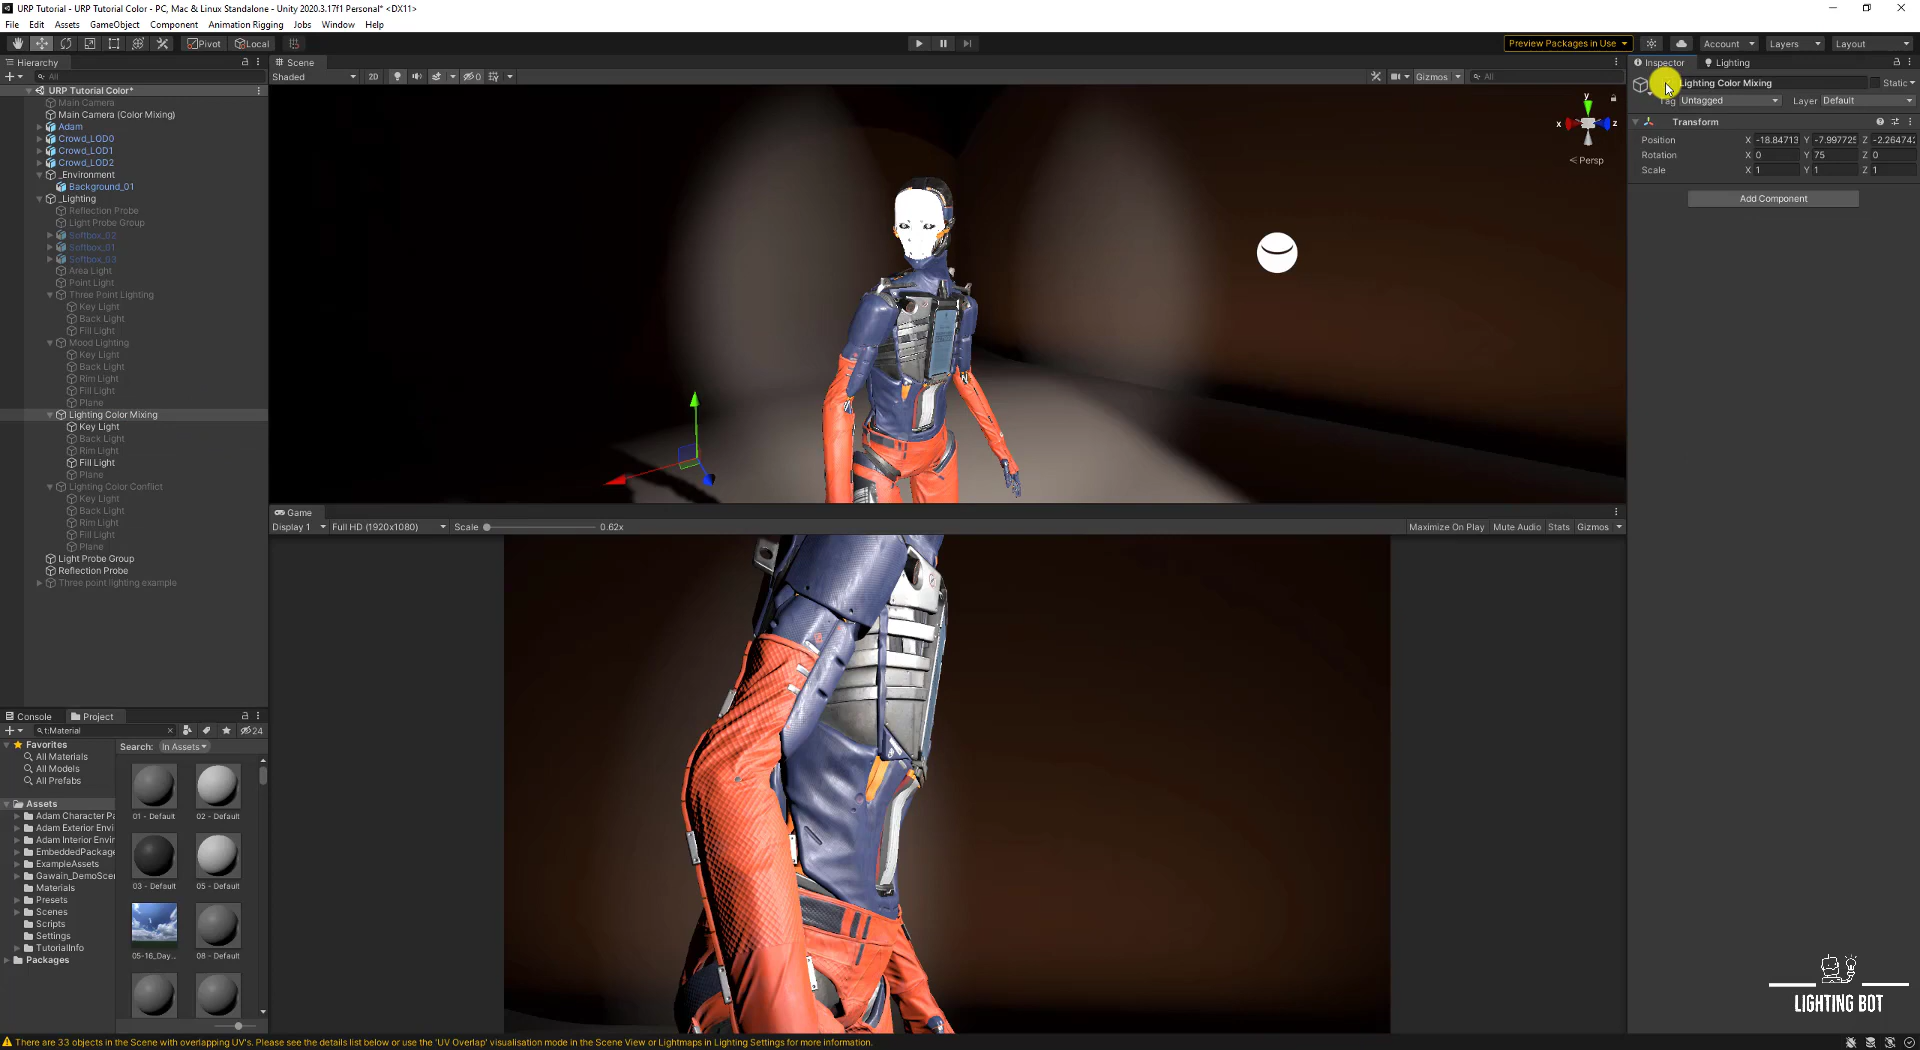 URP Tutorial - URP Tutorial Color - PC, Mac & Linux Standalone - Unity 2020.3.17f1 Personal* <DX11>
File Edit Assets GameObject Component Animation Rigging Jobs Window Help
Pivot Local Preview Packages in Use Account Layers Layout
Hierarchy
All
URP Tutorial Color*
Main Camera
Main Camera (Color Mixing)
Adam
Crowd_LOD0
Crowd_LOD1
Crowd_LOD2
_Environment
Background_01
_Lighting
Reflection Probe
Light Probe Group
Softbox_02
Softbox_01
Softbox_03
Area Light
Point Light
Three Point Lighting
Key Light
Back Light
Fill Light
Mood Lighting
Key Light
Back Light
Rim Light
Fill Light
Plane
Lighting Color Mixing
Key Light
Back Light
Rim Light
Fill Light
Plane
Lighting Color Conflict
Key Light
Back Light
Rim Light
Fill Light
Plane
Light Probe Group
Reflection Probe
Three point lighting example
Scene
Shaded 2D 0 Gizmos All
y
x z
Persp
Game
Display 1 Full HD (1920x1080) Scale 0.62x Maximize On Play Mute Audio Stats Gizmos
Inspector Lighting
Lighting Color Mixing Static
Tag Untagged Layer Default
Transform
Position X -18.84713 Y -7.997725 Z -2.264742
Rotation X 0 Y 75 Z 0
Scale X 1 Y 1 Z 1
Add Component
Console Project
t:Material 24
Favorites
All Materials
All Models
All Prefabs
Assets
Adam Character Pa
Adam Exterior Envi
Adam Interior Envir
EmbeddedPackage
ExampleAssets
Gawain_DemoScen
Materials
Presets
Scenes
Scripts
Settings
TutorialInfo
Packages
Search: In Assets
01 - Default 02 - Default
03 - Default 05 - Default
05-16_Day... 08 - Default
LIGHTING BOT
There are 33 objects in the Scene with overlapping UV's. Please see the details list below or use the 'UV Overlap' visualisation mode in the Scene View or Lightmaps in Lighting Settings for more information.